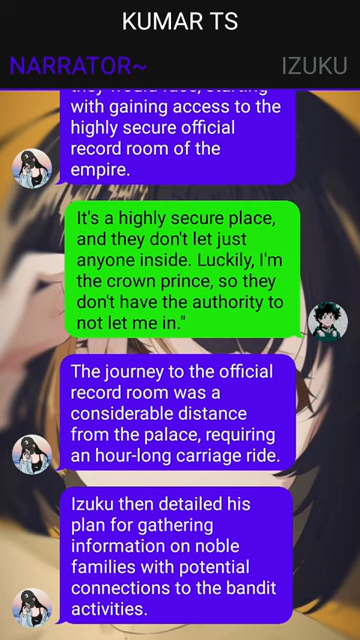 KUMAR TS
NARRATOR~ IZUKU
with gaining access to the
highly secure official
record room of the
empire.
It's a highly secure place,
and they don't let just
anyone inside. Luckily, I'm
the crown prince, so they
don't have the authority to
not let me in."
The journey to the official
record room was a
considerable distance
from the palace, requiring
an hour-long carriage ride.
Izuku then detailed his
plan for gathering
information on noble
families with potential
connections to the bandit
activities.